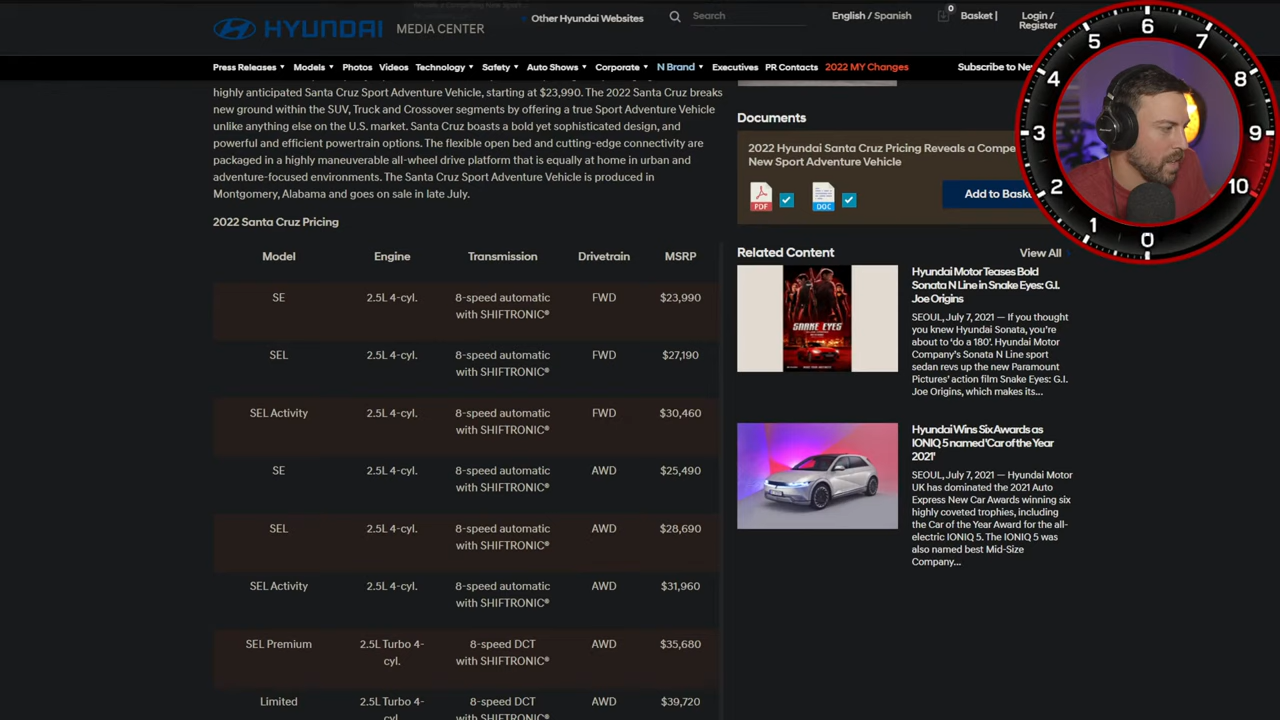 Other Hyundai Websites
Search
English / Spanish
0
Basket |
Login /
Register
HYUNDAI
MEDIA CENTER
Press Releases
Models
Photos
Videos
Technology
Safety
Auto Shows
Corporate
N Brand
Executives
PR Contacts
2022 MY Changes
Subscribe to
highly anticipated Santa Cruz Sport Adventure Vehicle, starting at $23,990. The 2022 Santa Cruz breaks
new ground within the SUV, Truck and Crossover segments by offering a true Sport Adventure Vehicle
unlike anything else on the U.S. market. Santa Cruz boasts a bold yet sophisticated design, and
powerful and efficient powertrain options. The flexible open bed and cutting-edge connectivity are
packaged in a highly maneuverable all-wheel drive platform that is equally at home in urban and
adventure-focused environments. The Santa Cruz Sport Adventure Vehicle is produced in
Montgomery, Alabama and goes on sale in late July.
2022 Santa Cruz Pricing
Model Engine Transmission Drivetrain MSRP
SE 2.5L 4-cyl. 8-speed automatic FWD $23,990
with SHIFTRONIC®
SEL 2.5L 4-cyl. 8-speed automatic FWD $27,190
with SHIFTRONIC®
SEL Activity 2.5L 4-cyl. 8-speed automatic FWD $30,460
with SHIFTRONIC®
SE 2.5L 4-cyl. 8-speed automatic AWD $25,490
with SHIFTRONIC®
SEL 2.5L 4-cyl. 8-speed automatic AWD $28,690
with SHIFTRONIC®
SEL Activity 2.5L 4-cyl. 8-speed automatic AWD $31,960
with SHIFTRONIC®
SEL Premium 2.5L Turbo 4- 8-speed DCT AWD $35,680
cyl. with SHIFTRONIC®
Limited 2.5L Turbo 4- 8-speed DCT AWD $39,720
cyl. with SHIFTRONIC®
Documents
2022 Hyundai Santa Cruz Pricing Reveals a
New Sport Adventure Vehicle
PDF
DOC
Add to
Related Content
View All
SNAKE EYES
Hyundai Motor Teases Bold
Sonata N Line in Snake Eyes: G.I.
Joe Origins
SEOUL, July 7, 2021 — If you thought
you knew Hyundai Sonata, you're
about to 'do a 180'. Hyundai Motor
Company's Sonata N Line sport
sedan revs up the new Paramount
Pictures' action film Snake Eyes: G.I.
Joe Origins, which makes its...
Hyundai Wins Six Awards as
IONIQ 5 named 'Car of the Year
2021'
SEOUL, July 7, 2021 — Hyundai Motor
UK has dominated the 2021 Auto
Express New Car Awards winning six
highly coveted trophies, including
the Car of the Year Award for the all-
electric IONIQ 5. The IONIQ 5 was
also named best Mid-Size
Company...
0
1
2
3
4
5
6
7
8
9
10